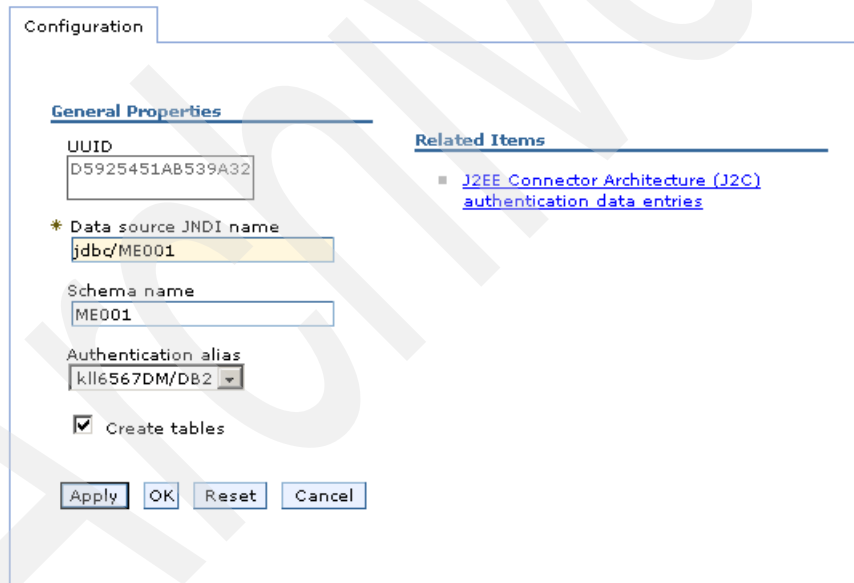 Configuration
General Properties
UUID
D5925451AB539A32
* Data source JNDI name
jdbc/ME001
Schema name
ME001
Authentication alias
kll6567DM/DB2
Create tables
Apply OK Reset Cancel
Related Items
J2EE Connector Architecture (J2C)
authentication data entries